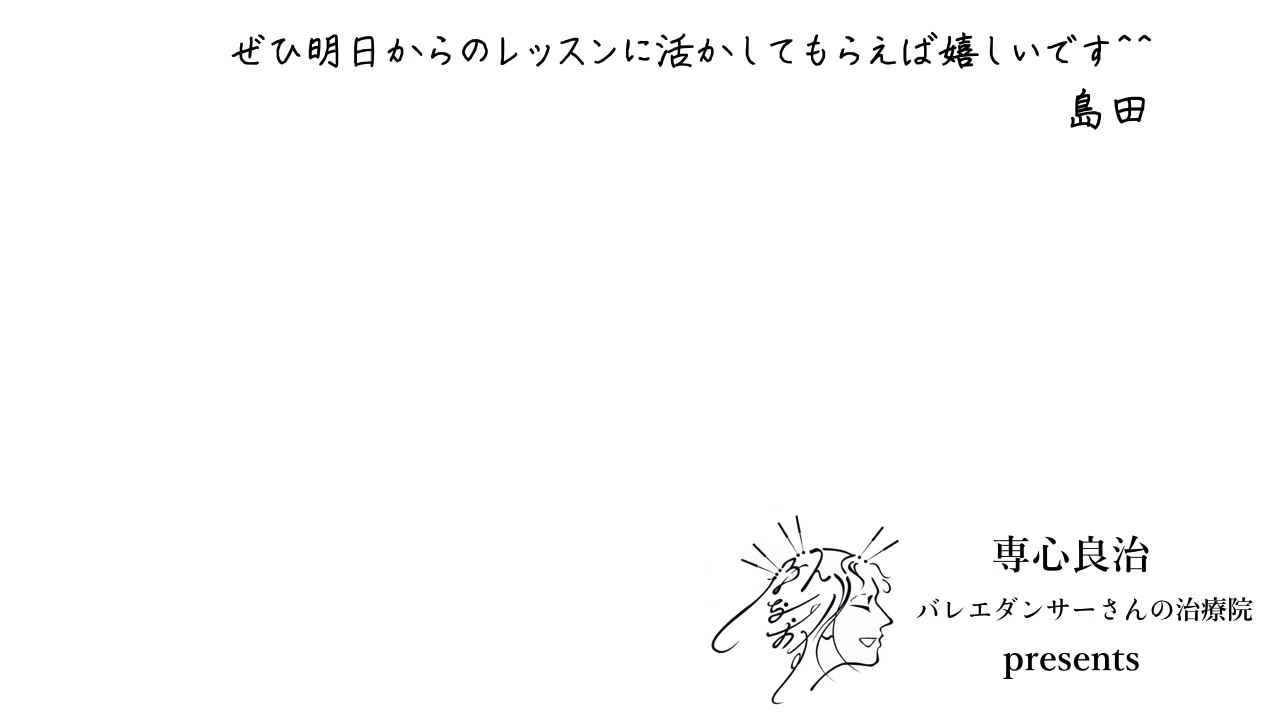 ぜひ明日からのレッスンに活かしてもらえば嬉しいです^^
島田
専心良治
バレエダンサーさんの治療院
presents